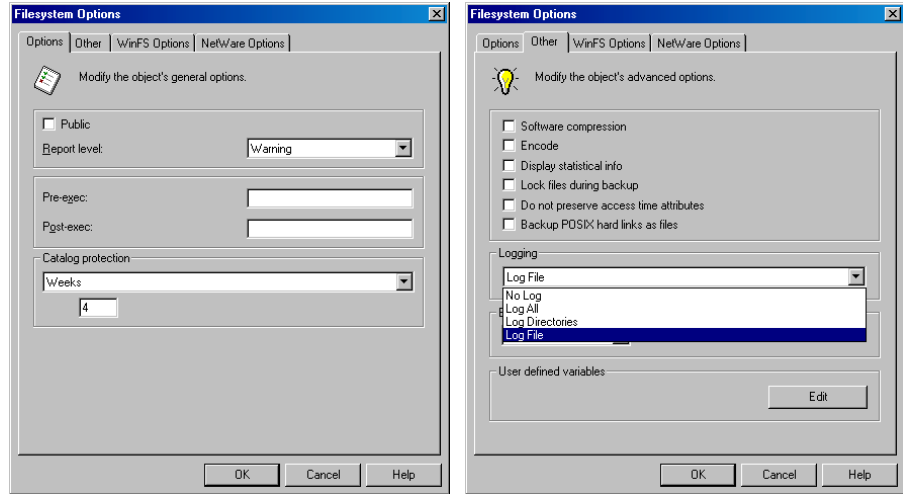 Filesystem Options
Options Other WinFS Options NetWare Options
Modify the object's general options.
Public
Report level: Warning
Pre-exec:
Post-exec:
Catalog protection
Weeks
4
OK Cancel Help
Filesystem Options
Options Other WinFS Options NetWare Options
Modify the object's advanced options.
Software compression
Encode
Display statistical info
Lock files during backup
Do not preserve access time attributes
Backup POSIX hard links as files
Logging
Log File
No Log
Log All
Log Directories
Log File
User defined variables
Edit
OK Cancel Help